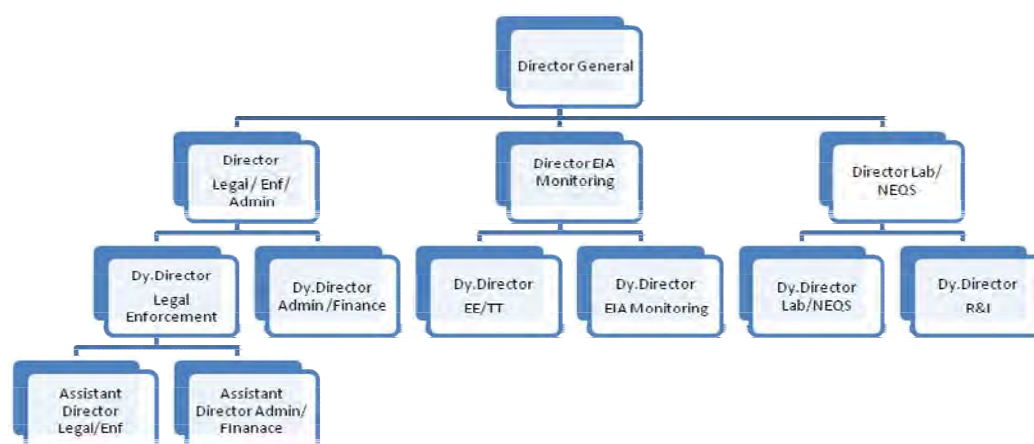 Director General
Director
Legal / Enf/
Admin
Director EIA
Monitoring
Director Lab/
NEQS
Dy.Director
Legal
Enforcement
Dy.Director
Admin /Finance
Dy.Director
EE/TT
Dy.Director
EIA Monitoring
Dy.Director
Lab/NEQS
Dy.Director
R&I
Assistant
Director
Legal/Enf
Assistant
Director Admin/
FInanace